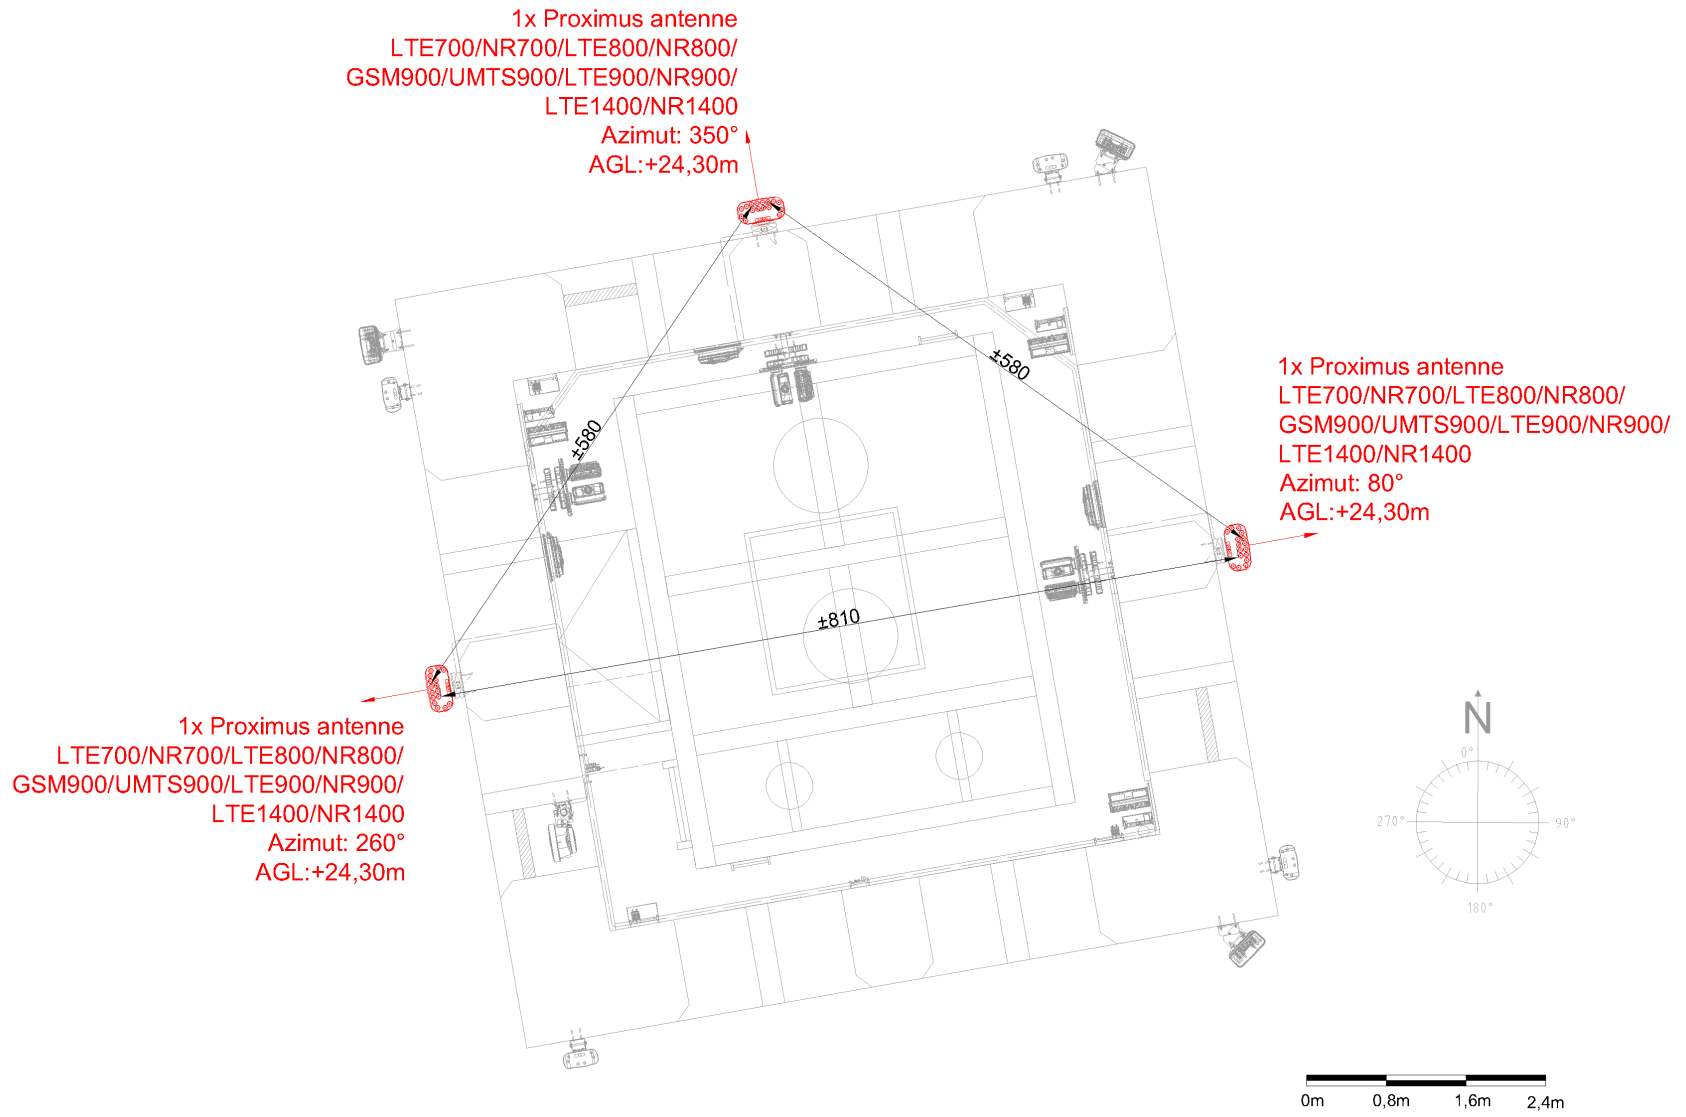 1x Proximus antenne
LTE700/NR700/LTE800/NR800/
GSM900/UMTS900/LTE900/NR900/
LTE1400/NR1400
Azimut: 350°
AGL:+24,30m
±580
±580
1x Proximus antenne
LTE700/NR700/LTE800/NR800/
GSM900/UMTS900/LTE900/NR900/
LTE1400/NR1400
Azimut: 80°
AGL:+24,30m
±810
1x Proximus antenne
LTE700/NR700/LTE800/NR800/
GSM900/UMTS900/LTE900/NR900/
LTE1400/NR1400
Azimut: 260°
AGL:+24,30m
N
0°
270°
90°
180°
0m 0,8m 1,6m 2,4m